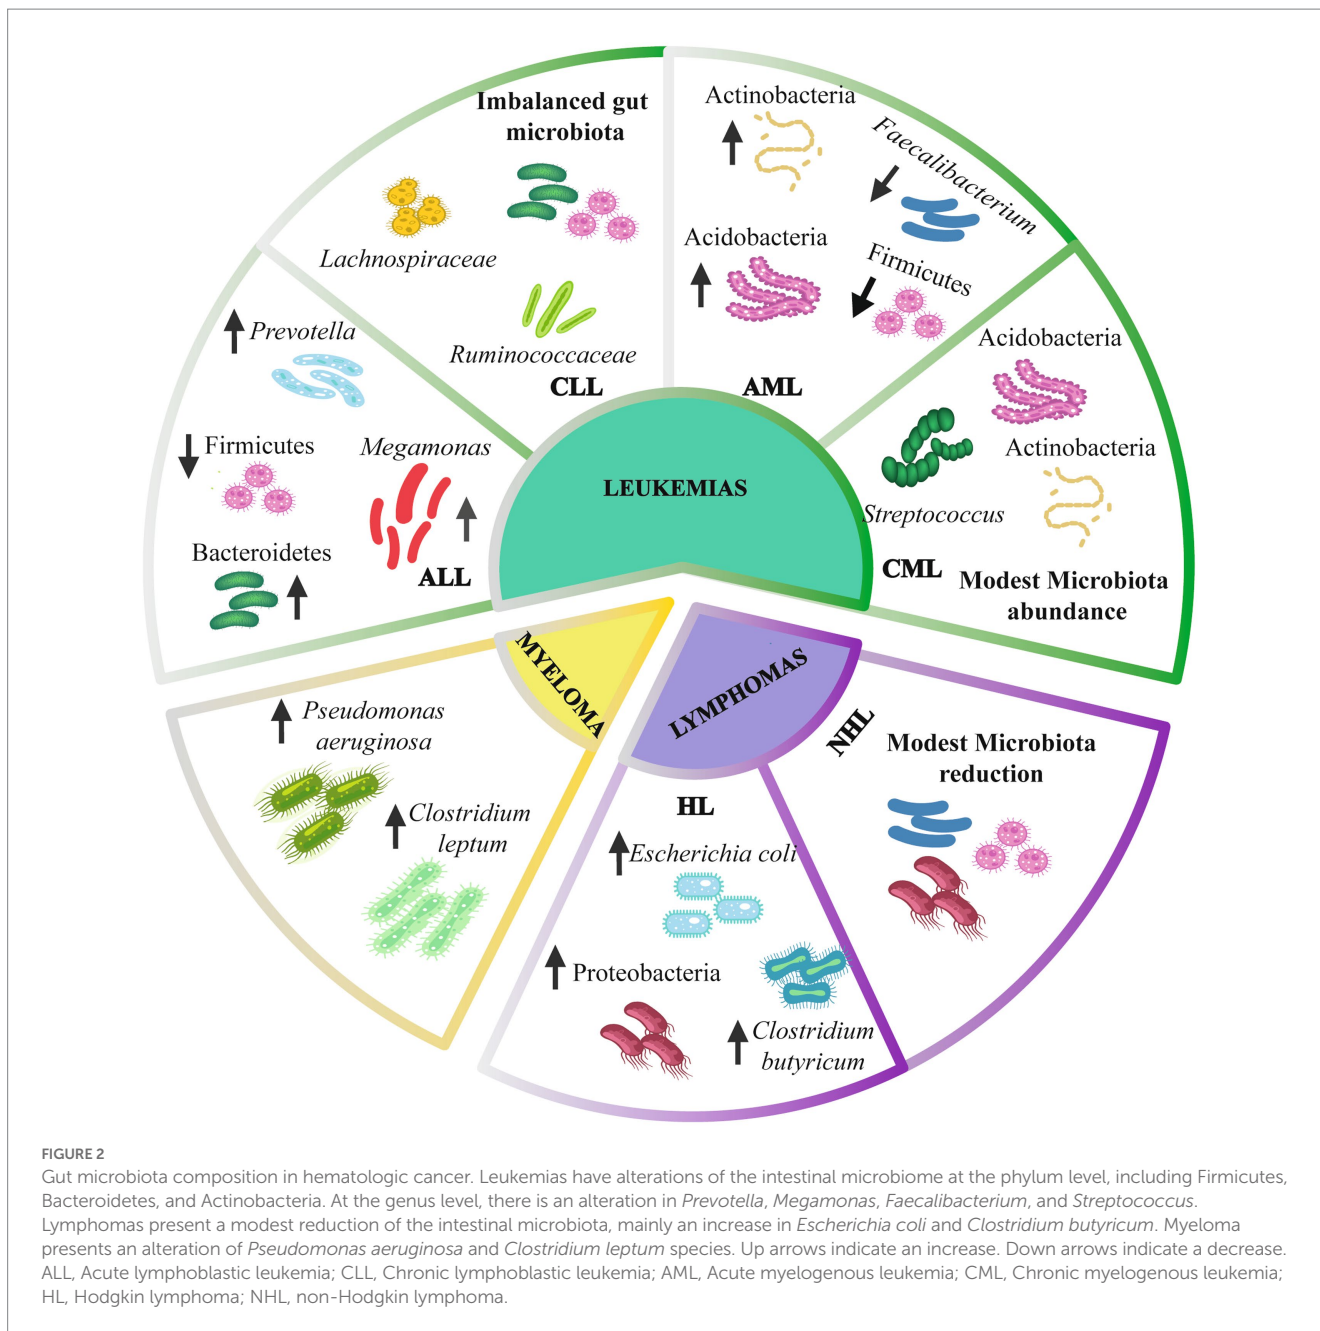 Imbalanced gut
microbiota
Lachnospiraceae
Ruminococcaceae
CLL
Actinobacteria
Faecalibacterium
Acidobacteria
Firmicutes
AML
Prevotella
Firmicutes
Megamonas
Bacteroidetes
ALL
LEUKEMIAS
Acidobacteria
Actinobacteria
Streptococcus
CML
Modest Microbiota
abundance
MYELOMA
Pseudomonas
aeruginosa
Clostridium
leptum
LYMPHOMAS
HL
Escherichia coli
Proteobacteria
Clostridium
butyricum
NHL
Modest Microbiota
reduction
FIGURE 2
Gut microbiota composition in hematologic cancer. Leukemias have alterations of the intestinal microbiome at the phylum level, including Firmicutes,
Bacteroidetes, and Actinobacteria. At the genus level, there is an alteration in Prevotella, Megamonas, Faecalibacterium, and Streptococcus.
Lymphomas present a modest reduction of the intestinal microbiota, mainly an increase in Escherichia coli and Clostridium butyricum. Myeloma
presents an alteration of Pseudomonas aeruginosa and Clostridium leptum species. Up arrows indicate an increase. Down arrows indicate a decrease.
ALL, Acute lymphoblastic leukemia; CLL, Chronic lymphoblastic leukemia; AML, Acute myelogenous leukemia; CML, Chronic myelogenous leukemia;
HL, Hodgkin lymphoma; NHL, non-Hodgkin lymphoma.